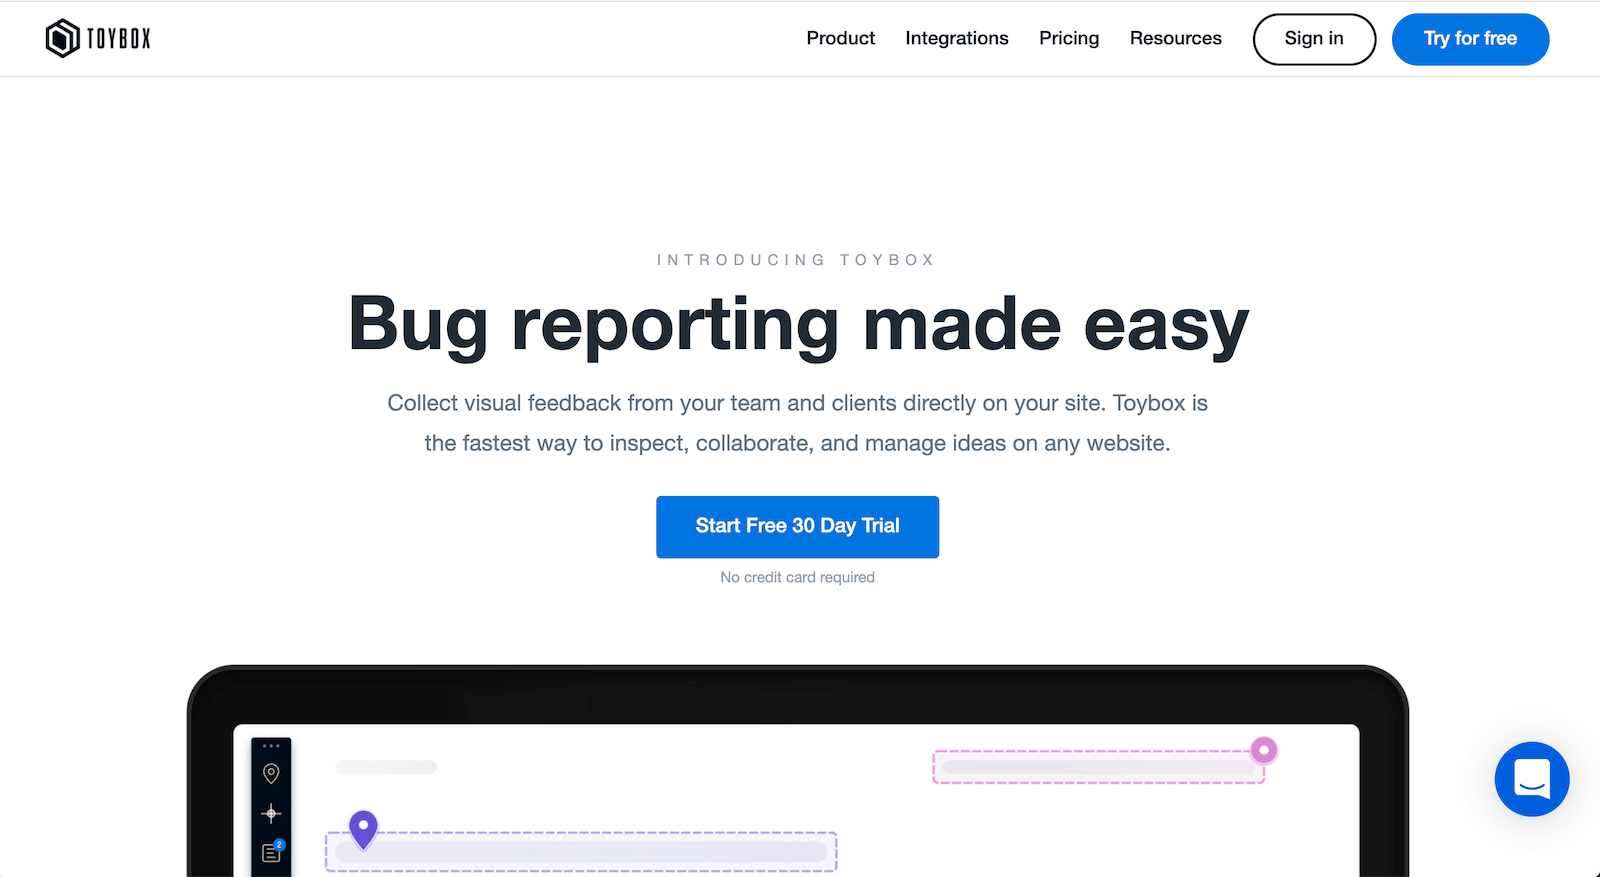 TOYBOX
Product Integrations Pricing Resources Sign in Try for free
INTRODUCING TOYBOX
Bug reporting made easy
Collect visual feedback from your team and clients directly on your site. Toybox is
the fastest way to inspect, collaborate, and manage ideas on any website.
Start Free 30 Day Trial
No credit card required
2